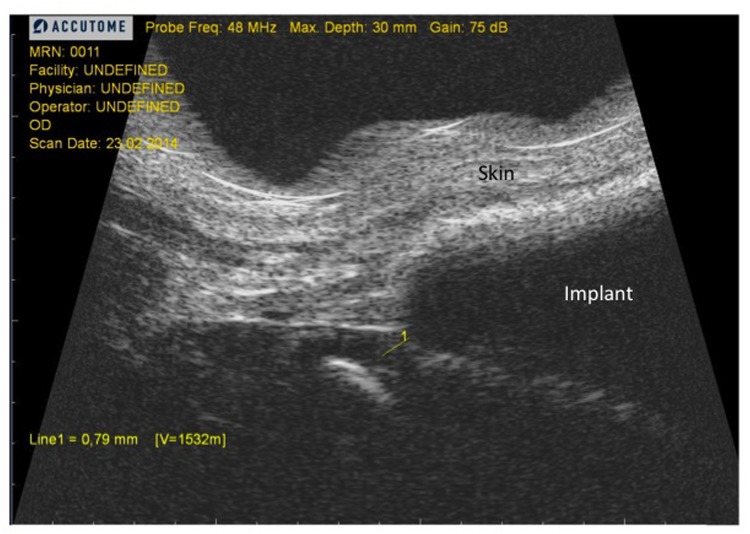 ACCUTOME Probe Freq: 48 MHz Max. Depth: 30 mm Gain: 75 dB
MRN: 0011
Facility: UNDEFINED
Physician: UNDEFINED
Operator: UNDEFINED
OD
Scan Date: 23.02.2014
Skin
Implant
1
Line1 = 0,79 mm [V=1532m]